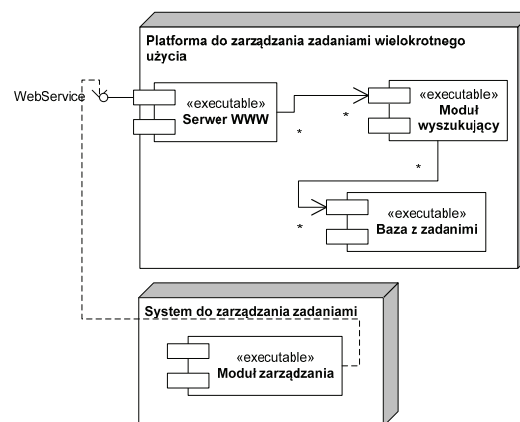 Platforma do zarządzania zadaniami wielokrotnego
użycia
WebService
«executable»
Serwer WWW
«executable»
Moduł
wyszukujący
*
*
*
*
«executable»
Baza z zadanimi
System do zarządzania zadaniami
«executable»
Moduł zarządzania